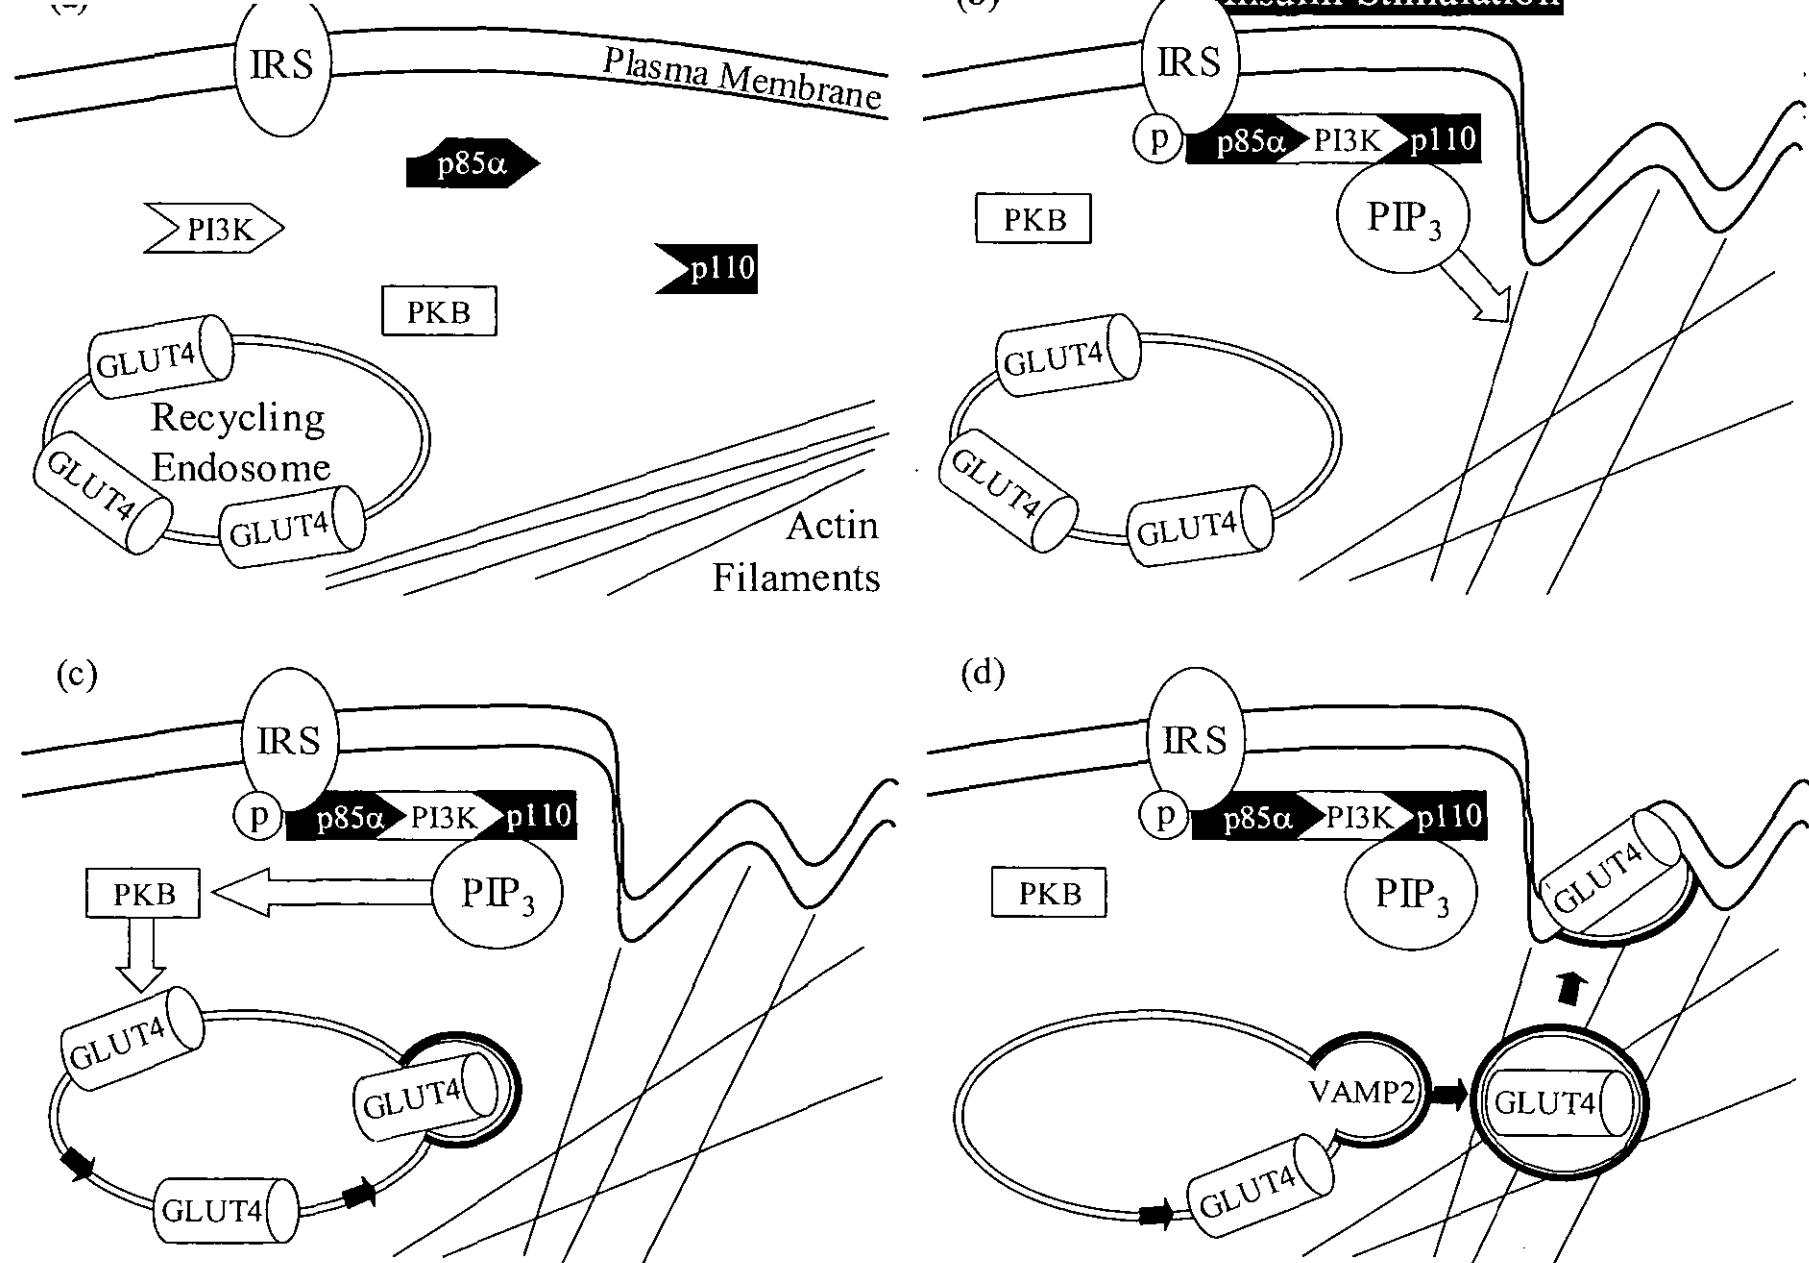 (a)
IRS
Plasma Membrane
p85α
PI3K
p110
PKB
GLUT4
Recycling
Endosome
GLUT4
GLUT4
Actin
Filaments
(b)
Insulin Stimulation
IRS
p
p85α
PI3K
p110
PKB
PIP3
GLUT4
GLUT4
GLUT4
(c)
IRS
p
p85α
PI3K
p110
PKB
PIP3
GLUT4
GLUT4
GLUT4
(d)
IRS
p
p85α
PI3K
p110
PKB
PIP3
GLUT4
VAMP2
GLUT4
GLUT4